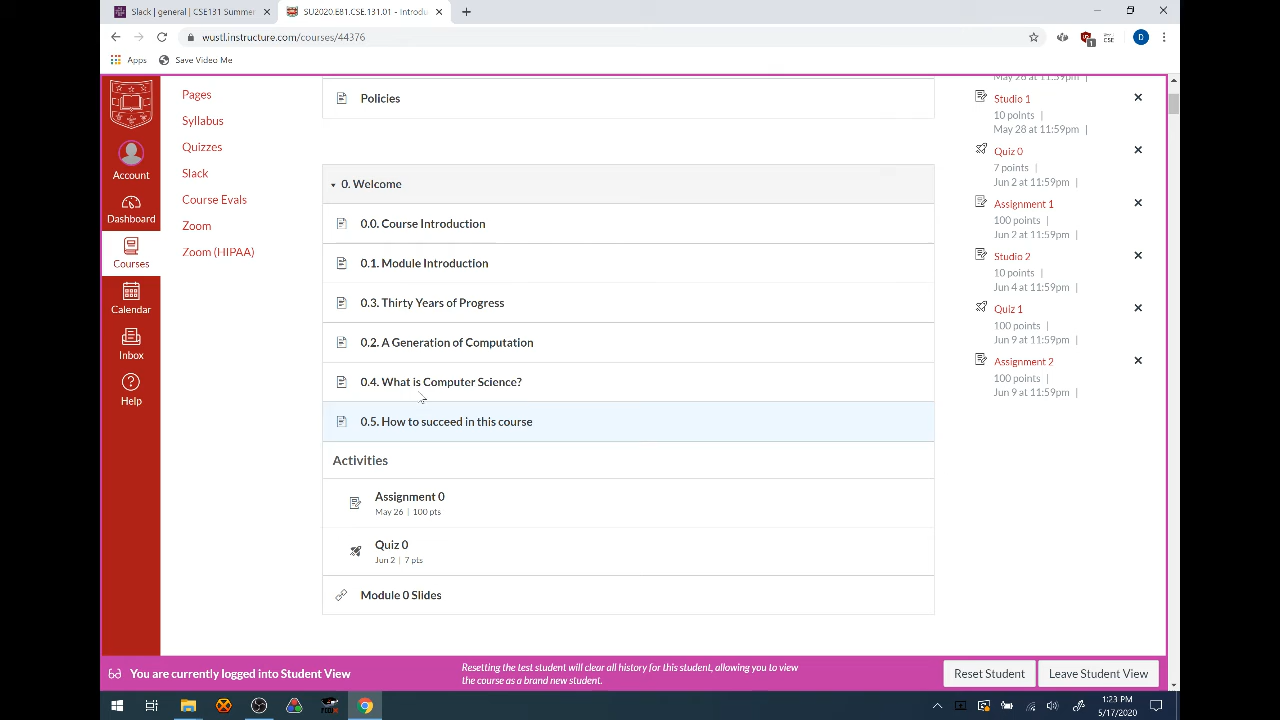 Slack | general | CSE131 Summer
SU2020.E81.CSE.131.01 - Introdu
wustl.instructure.com/courses/44376
Apps
Save Video Me
1
CSE
D
Account
Dashboard
Courses
Calendar
Inbox
Help
Pages
Syllabus
Quizzes
Slack
Course Evals
Zoom
Zoom (HIPAA)
Policies
0. Welcome
0.0. Course Introduction
0.1. Module Introduction
0.3. Thirty Years of Progress
0.2. A Generation of Computation
0.4. What is Computer Science?
0.5. How to succeed in this course
Activities
Assignment 0
May 26 | 100 pts
Quiz 0
Jun 2 | 7 pts
Module 0 Slides
May 26 at 11:59pm |
Studio 1
10 points |
May 28 at 11:59pm |
Quiz 0
7 points |
Jun 2 at 11:59pm |
Assignment 1
100 points |
Jun 2 at 11:59pm |
Studio 2
10 points |
Jun 4 at 11:59pm |
Quiz 1
100 points |
Jun 9 at 11:59pm |
Assignment 2
100 points |
Jun 9 at 11:59pm |
You are currently logged into Student View
Resetting the test student will clear all history for this student, allowing you to view
the course as a brand new student.
Reset Student
Leave Student View
1:23 PM
5/17/2020